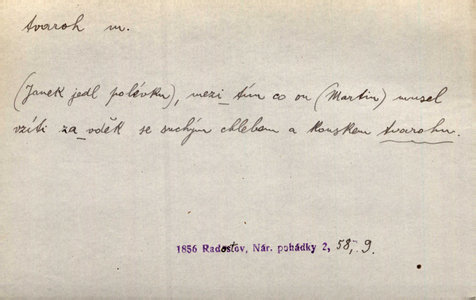 tvaroh m.
(Janek jedl polévku), mezi tím co on (Martin) musel
vzíti za vděk se suchým chlebem a kouskem tvarohu.
1856 Radostov, Nár. pohádky 2, 58, 9.